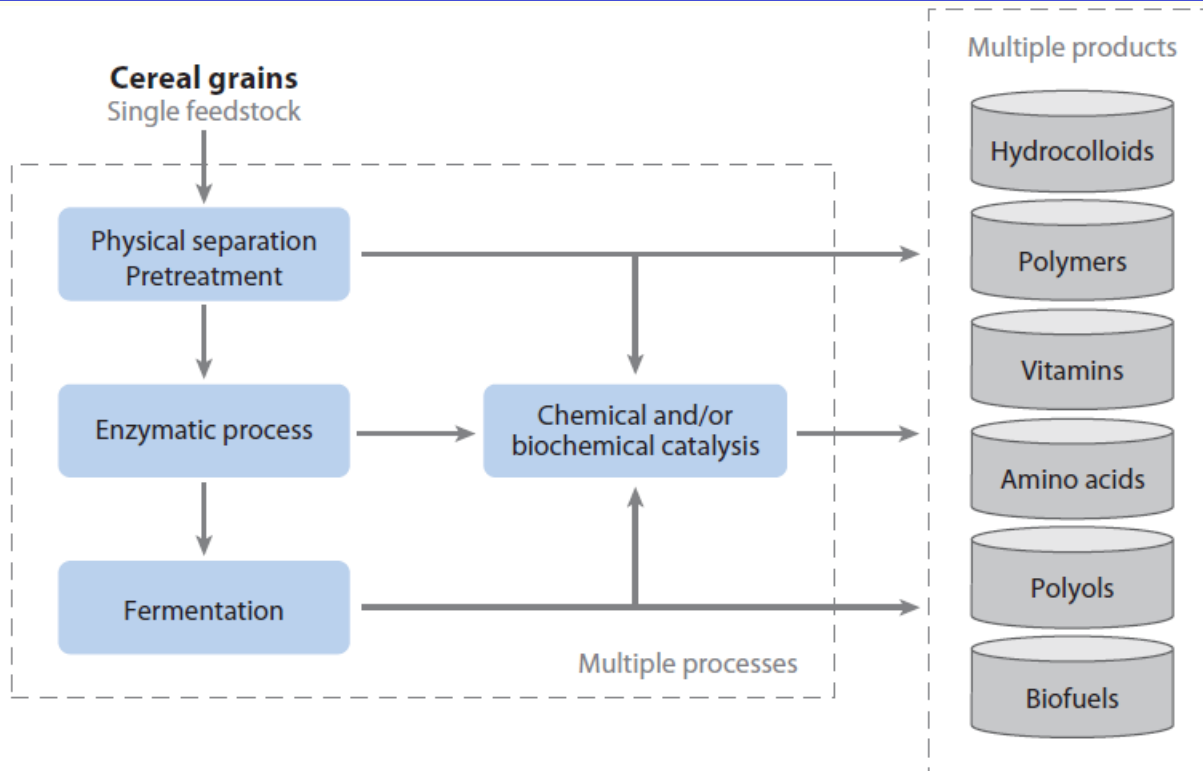 Cereal grains
Single feedstock
Physical separation
Pretreatment
Enzymatic process
Chemical and/or
biochemical catalysis
Fermentation
Multiple processes
Multiple products
Hydrocolloids
Polymers
Vitamins
Amino acids
Polyols
Biofuels